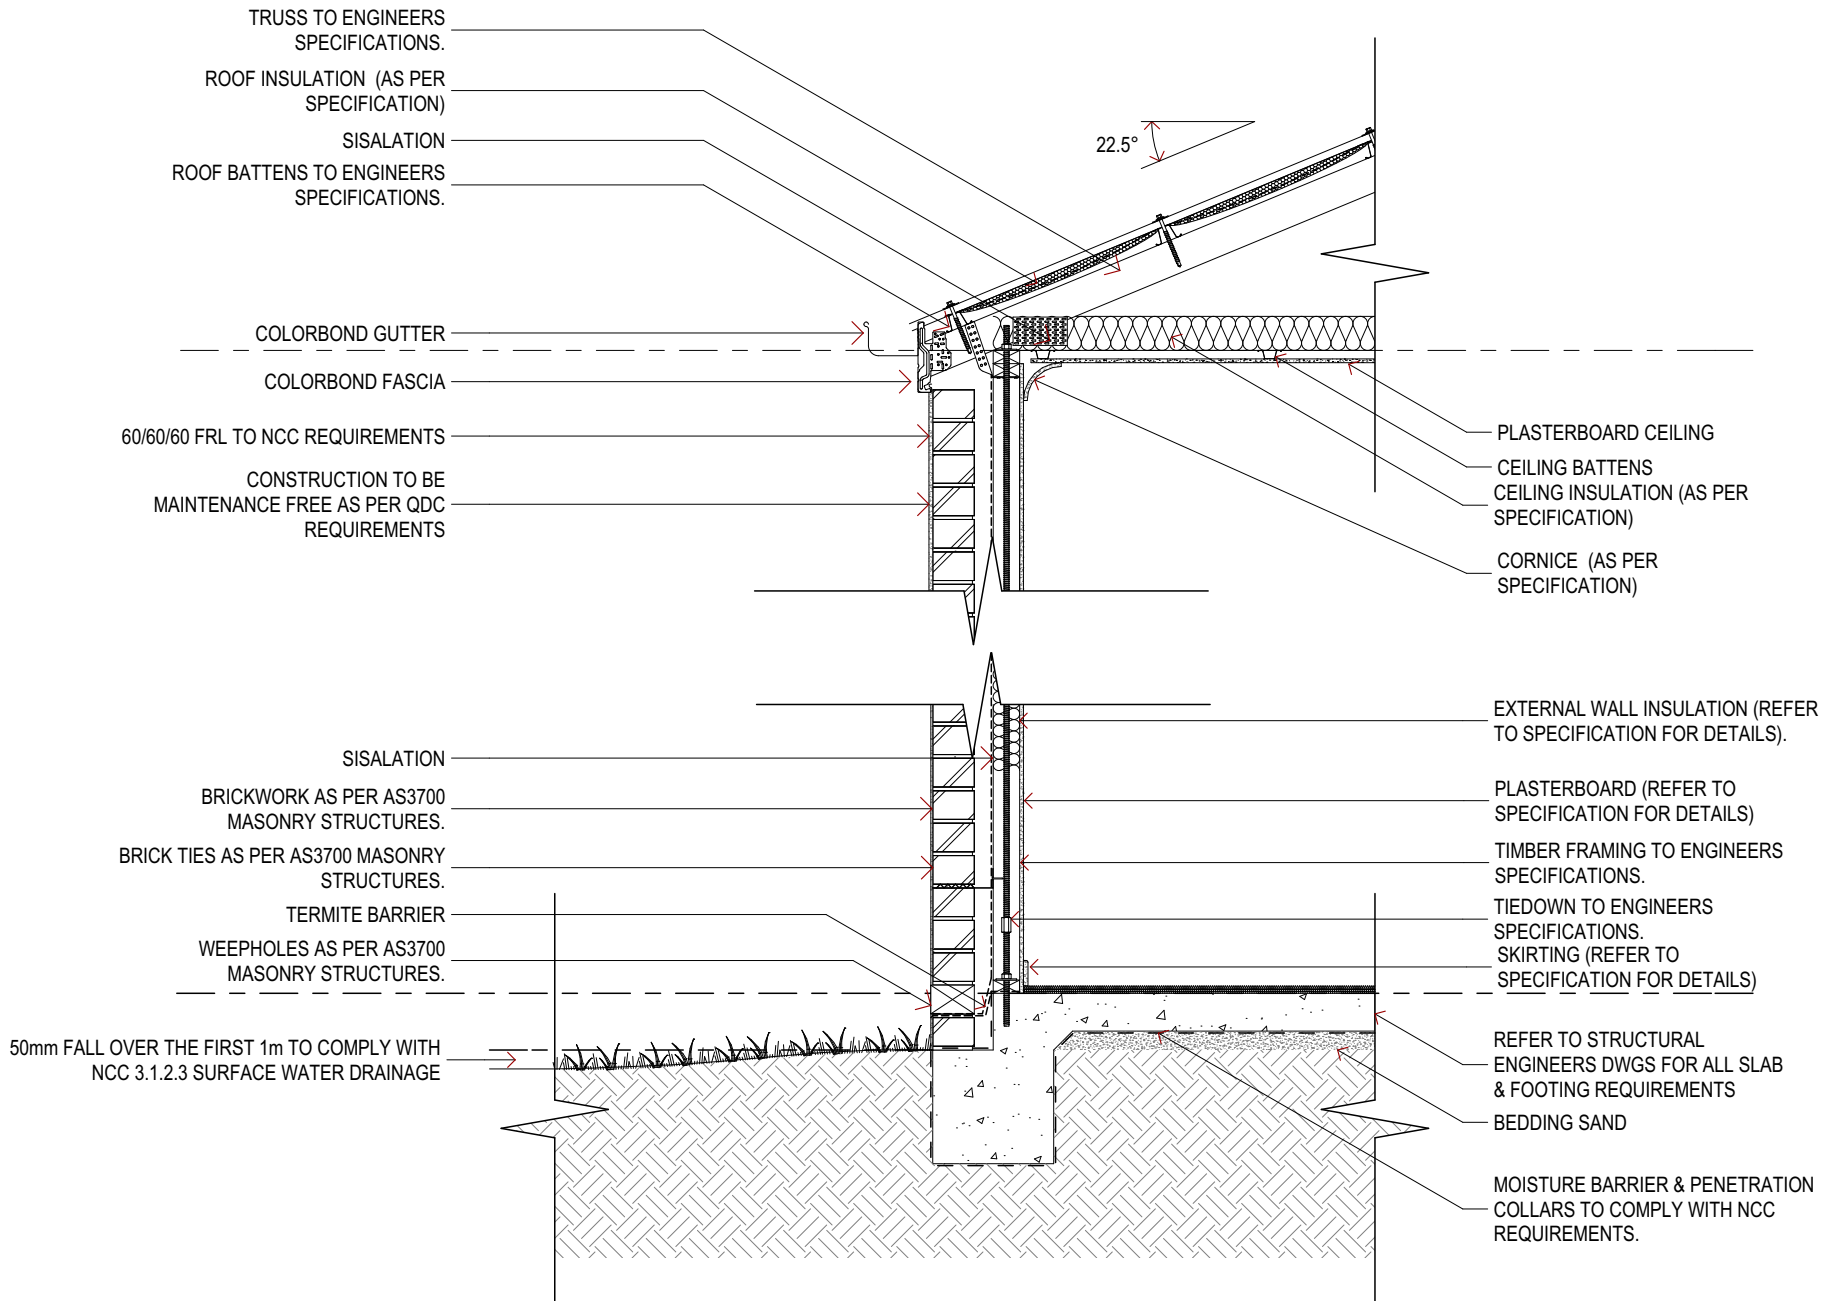 TRUSS TO ENGINEERS
SPECIFICATIONS.
ROOF INSULATION (AS PER
SPECIFICATION)
SISALATION
ROOF BATTENS TO ENGINEERS
SPECIFICATIONS.
22.5°
COLORBOND GUTTER
COLORBOND FASCIA
60/60/60 FRL TO NCC REQUIREMENTS
CONSTRUCTION TO BE
MAINTENANCE FREE AS PER QDC
REQUIREMENTS
PLASTERBOARD CEILING
CEILING BATTENS
CEILING INSULATION (AS PER
SPECIFICATION)
CORNICE (AS PER
SPECIFICATION)
SISALATION
BRICKWORK AS PER AS3700
MASONRY STRUCTURES.
BRICK TIES AS PER AS3700 MASONRY
STRUCTURES.
TERMITE BARRIER
WEEPHOLES AS PER AS3700
MASONRY STRUCTURES.
50mm FALL OVER THE FIRST 1m TO COMPLY WITH
NCC 3.1.2.3 SURFACE WATER DRAINAGE
EXTERNAL WALL INSULATION (REFER
TO SPECIFICATION FOR DETAILS).
PLASTERBOARD (REFER TO
SPECIFICATION FOR DETAILS)
TIMBER FRAMING TO ENGINEERS
SPECIFICATIONS.
TIEDOWN TO ENGINEERS
SPECIFICATIONS.
SKIRTING (REFER TO
SPECIFICATION FOR DETAILS)
REFER TO STRUCTURAL
ENGINEERS DWGS FOR ALL SLAB
& FOOTING REQUIREMENTS
BEDDING SAND
MOISTURE BARRIER & PENETRATION
COLLARS TO COMPLY WITH NCC
REQUIREMENTS.